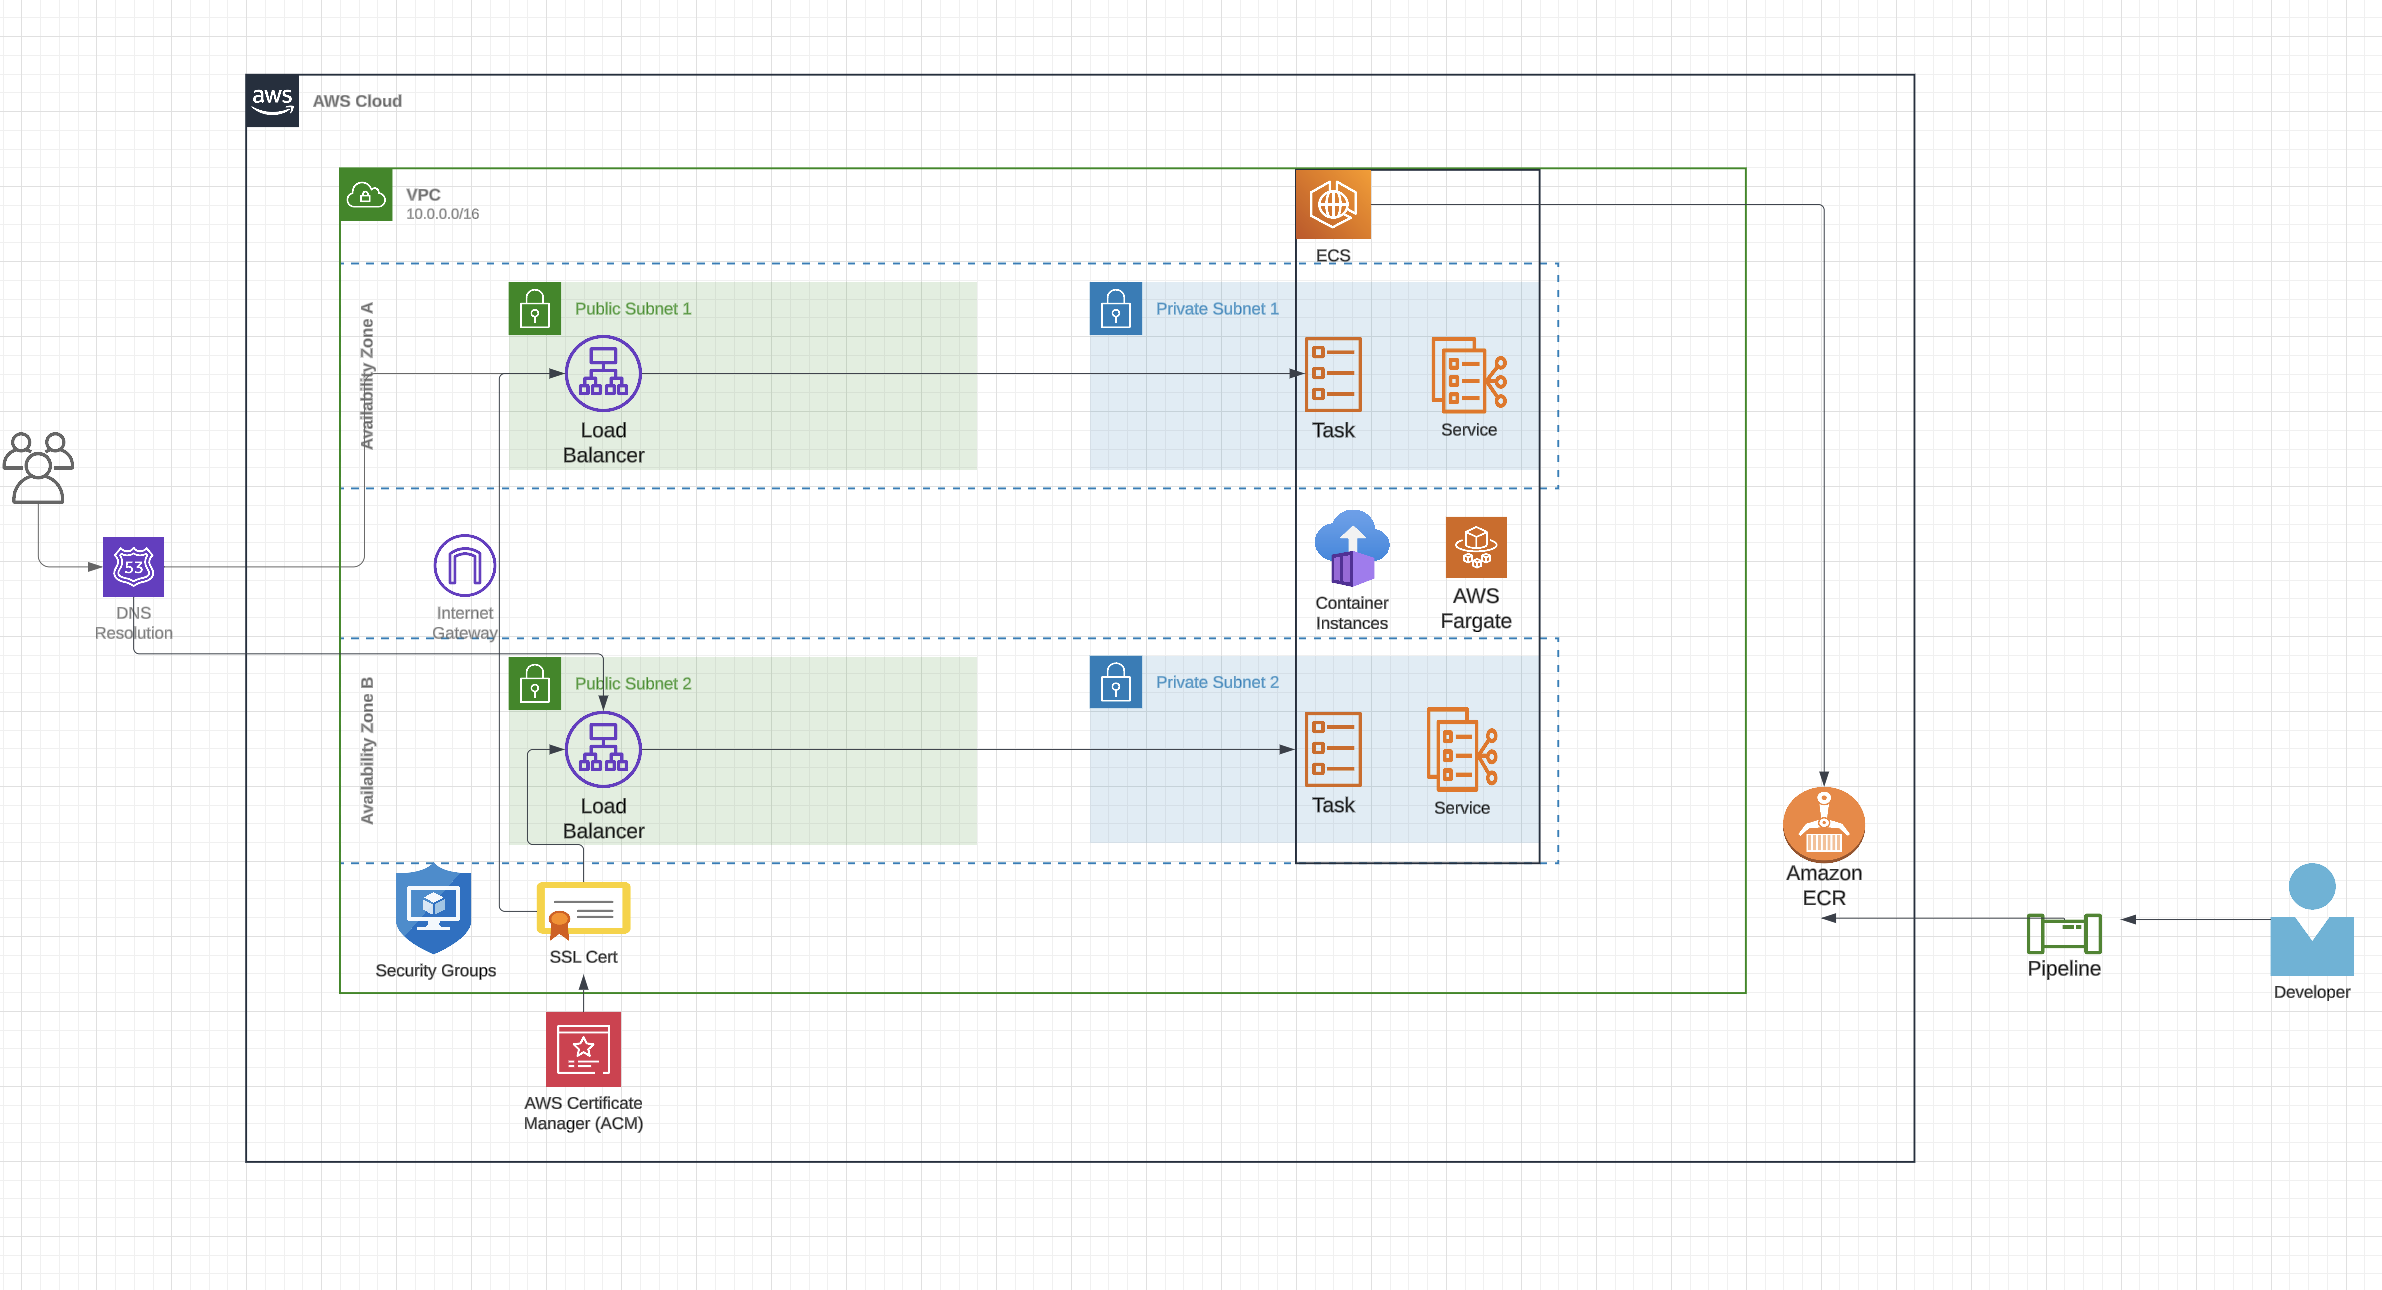 aws
AWS Cloud
VPC
10.0.0.0/16
ECS
Availability Zone A
Public Subnet 1
Private Subnet 1
Load
Balancer
Task
Service
53
DNS
Resolution
Internet
Gateway
Container
Instances
AWS
Fargate
Availability Zone B
Public Subnet 2
Private Subnet 2
Load
Balancer
Task
Service
Amazon
ECR
Security Groups
SSL Cert
Pipeline
Developer
AWS Certificate
Manager (ACM)